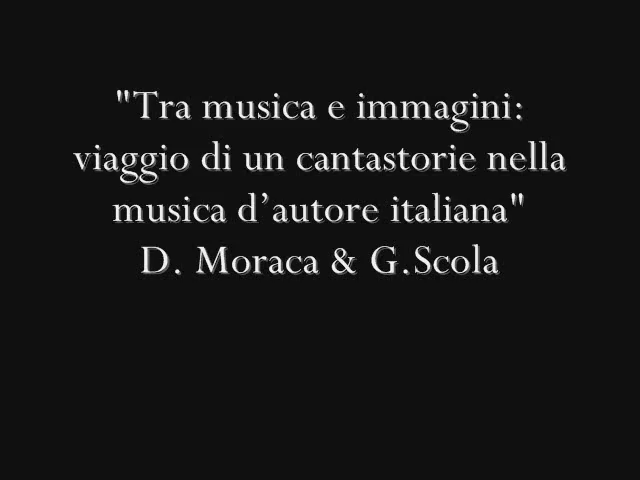 "Tra musica e immagini:
viaggio di un cantastorie nella
musica d’autore italiana"
D. Moraca & G.Scola